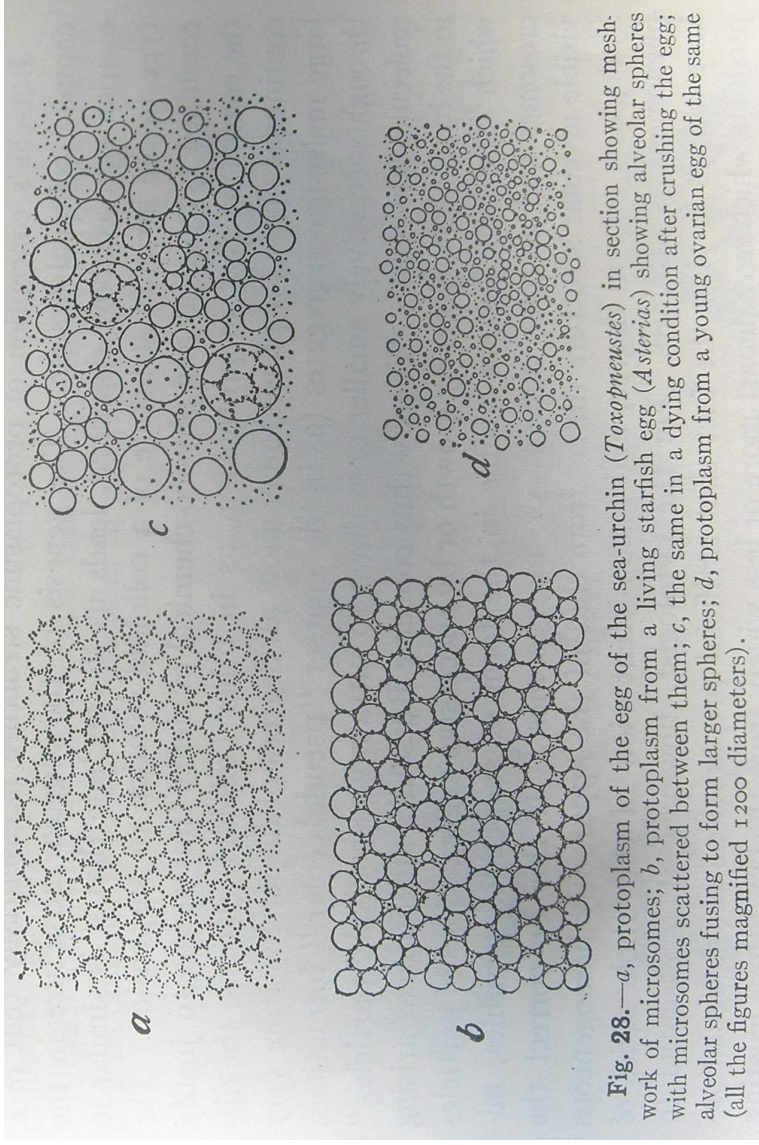 a
c
b
d
Fig. 28.—a, protoplasm of the egg of the sea-urchin (Toxopneustes) in section showing mesh-
work of microsomes; b, protoplasm from a living starfish egg (Asterias) showing alveolar spheres
with microsomes scattered between them; c, the same in a dying condition after crushing the egg;
alveolar spheres fusing to form larger spheres; d, protoplasm from a young ovarian egg of the same
(all the figures magnified 1200 diameters).